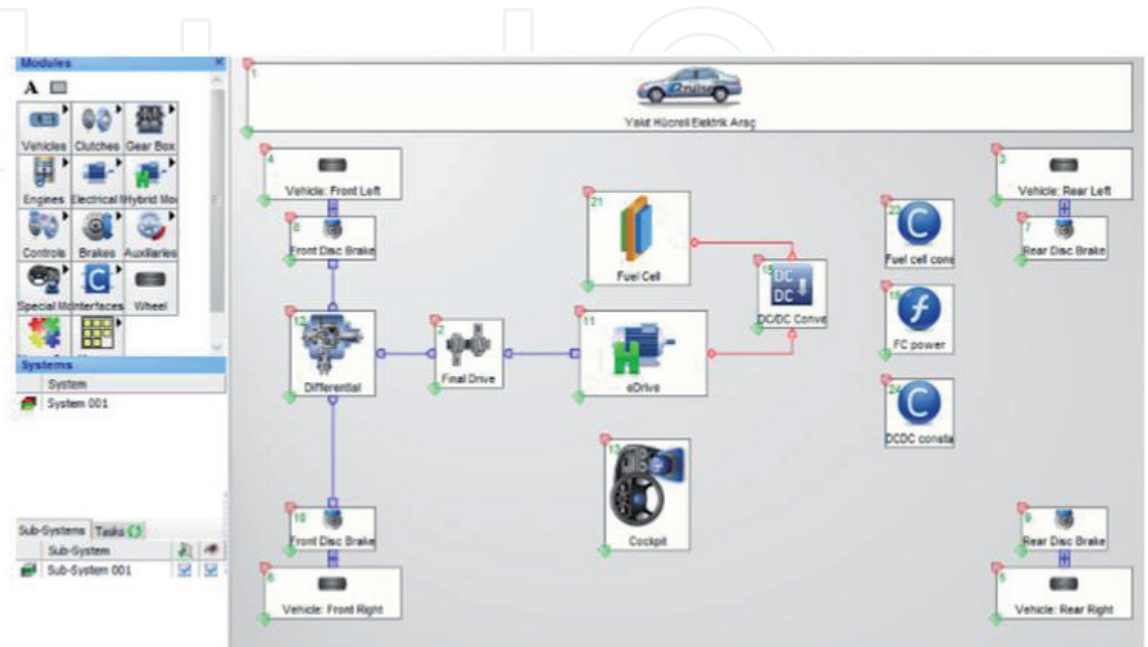 Modules
A
Vehicles Clutches Gear Box
Engines Electrical M Hybrid Mo
Controls Brakes Auxiliaries
Special Mo Interfaces Wheel
Systems
System
System 001
Sub-Systems Tasks
Sub-System
Sub-System 001
1
Cruise
Yakıt Hücreli Elektrik Araç
4
Vehicle: Front Left
3
Vehicle: Rear Left
8
Front Disc Brake
7
Rear Disc Brake
21
Fuel Cell
C
Fuel cell cons
DC
DC
DC/DC Conve
f
FC power
12
Differential
2
Final Drive
11
H
eDrive
24
C
DCDC consta
13
Cockpit
10
Front Disc Brake
9
Rear Disc Brake
6
Vehicle: Front Right
5
Vehicle: Rear Right